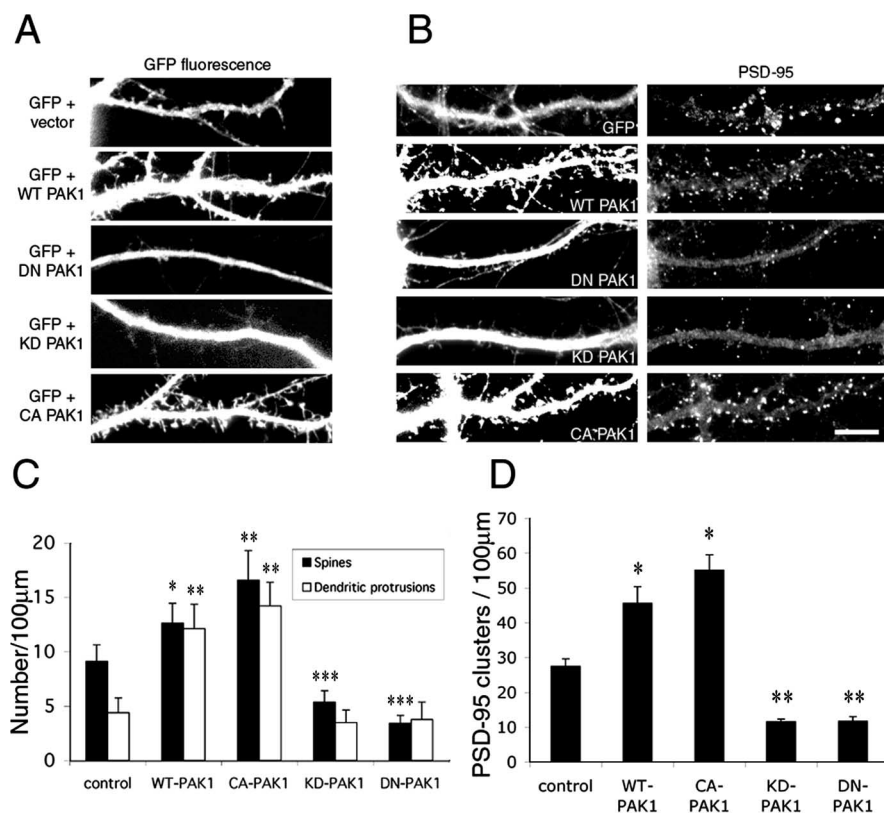 A
GFP fluorescence
GFP +
vector
GFP +
WT PAK1
GFP +
DN PAK1
GFP +
KD PAK1
GFP +
CA PAK1
B
PSD-95
GFP
WT PAK1
DN PAK1
KD PAK1
CA PAK1
C
Number/100μm
20
15
10
5
0
* ** ** ** *** ***
Spines
Dendritic protrusions
control WT-PAK1 CA-PAK1 KD-PAK1 DN-PAK1
D
PSD-95 clusters / 100μm
70
60
50
40
30
20
10
0
* * ** **
control WT- CA- KD- DN-
PAK1 PAK1 PAK1 PAK1